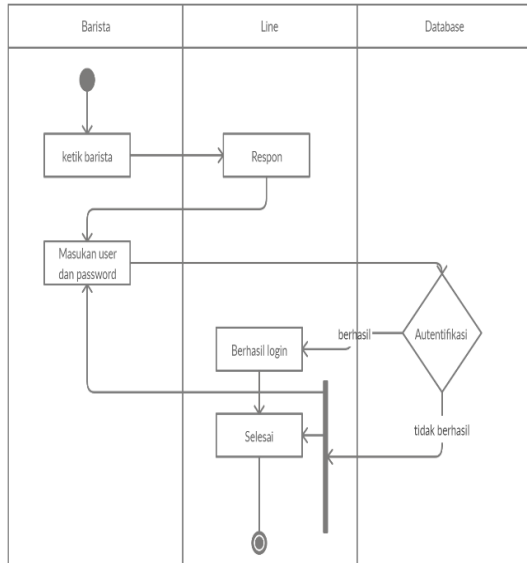 Barista
Line
Database
ketik barista
Respon
Masukan user
dan password
Autentifikasi
berhasil
Berhasil login
tidak berhasil
Selesai